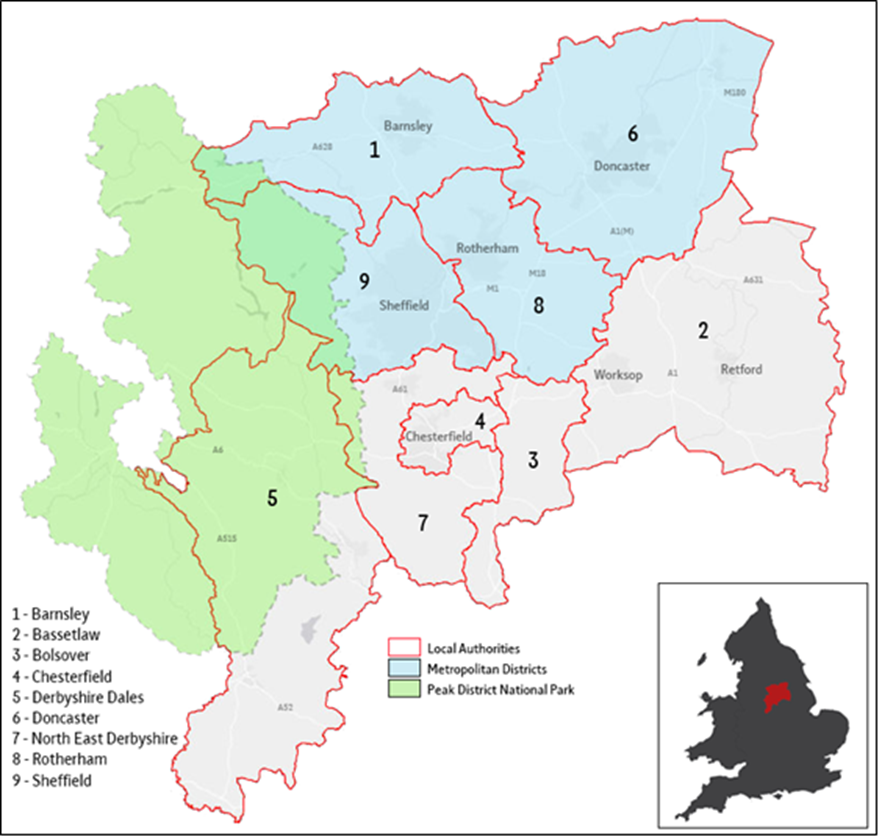 M180
Barnsley
A628
1
6
Doncaster
A1(M)
Rotherham
M18
M1
9
Sheffield
8
A631
2
Worksop
A1
Retford
A61
4
Chesterfield
3
A6
5
7
A515
A52
1 - Barnsley
2 - Bassetlaw
3 - Bolsover
4 - Chesterfield
5 - Derbyshire Dales
6 - Doncaster
7 - North East Derbyshire
8 - Rotherham
9 - Sheffield
Local Authorities
Metropolitan Districts
Peak District National Park